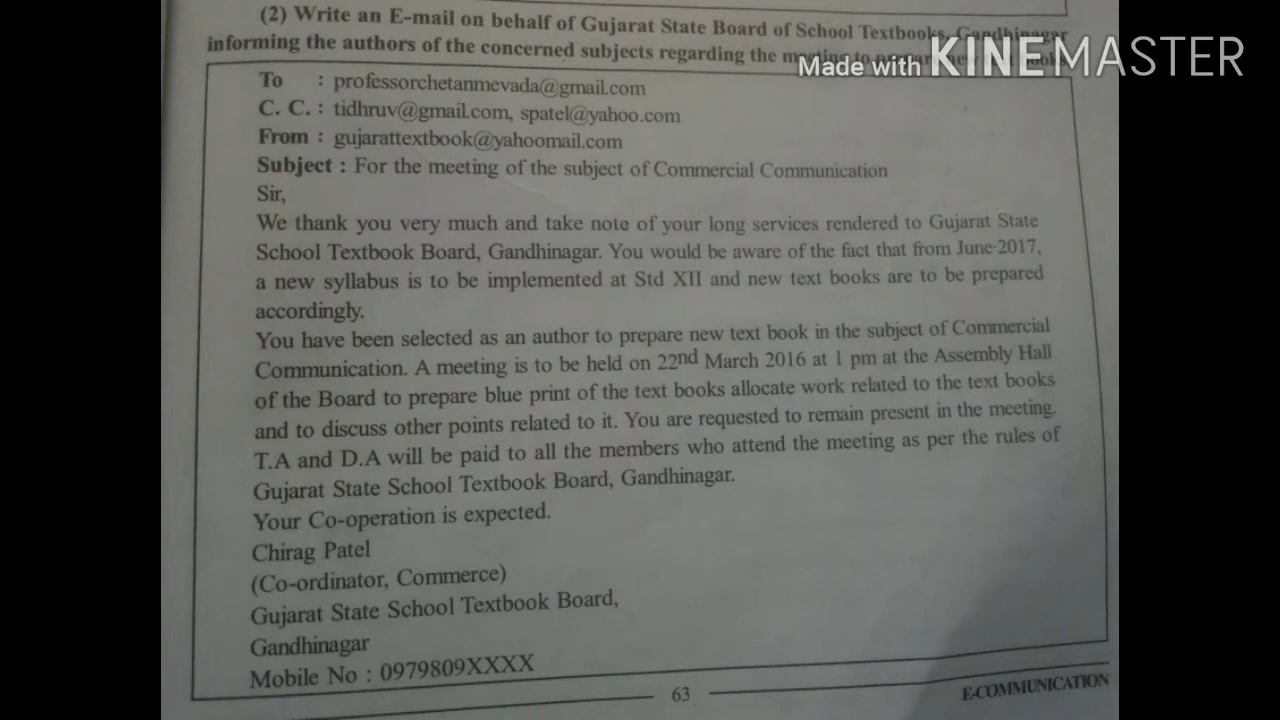 (2) Write an E-mail on behalf of Gujarat State Board of School Textbooks, Gandhinagar
informing the authors of the concerned subjects regarding the meeting to
Made with KINEMASTER
To : professorchetanmevada@gmail.com
C. C. : tidhruv@gmail.com, spatel@yahoo.com
From : gujarattextbook@yahoomail.com
Subject : For the meeting of the subject of Commercial Communication
Sir,
We thank you very much and take note of your long services rendered to Gujarat State
School Textbook Board, Gandhinagar. You would be aware of the fact that from June-2017,
a new syllabus is to be implemented at Std XII and new text books are to be prepared
accordingly.
You have been selected as an author to prepare new text book in the subject of Commercial
Communication. A meeting is to be held on 22nd March 2016 at 1 pm at the Assembly Hall
of the Board to prepare blue print of the text books allocate work related to the text books
and to discuss other points related to it. You are requested to remain present in the meeting.
T.A and D.A will be paid to all the members who attend the meeting as per the rules of
Gujarat State School Textbook Board, Gandhinagar.
Your Co-operation is expected.
Chirag Patel
(Co-ordinator, Commerce)
Gujarat State School Textbook Board,
Gandhinagar
Mobile No : 0979809XXXX
63
E-COMMUNICATION